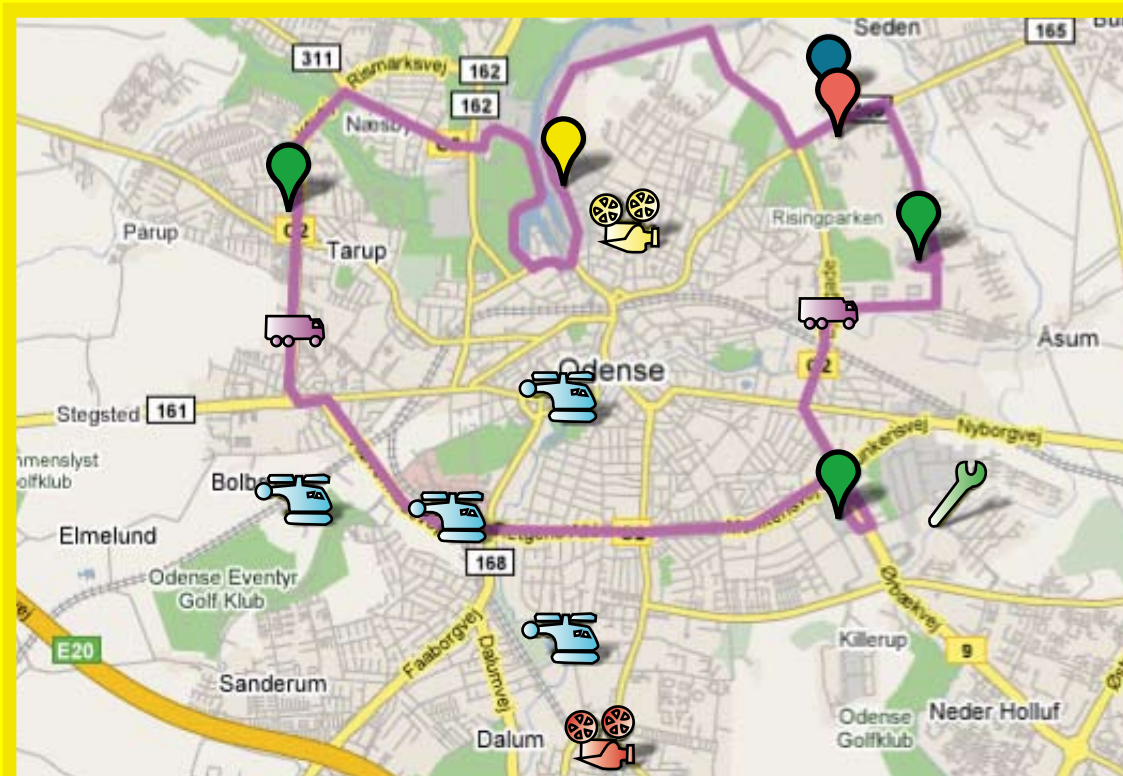 Seden
165
311
Rismarksvej
162
162
Næsby
Risingparken
Pårup
O2
Tarup
Åsum
Odense
O2
Stegsted
161
Nyborgvej
Bolb
Elmelund
168
Odense Eventyr
Golf Klub
Ørbækvej
Killerup
E20
Faaborgvej
Dalumvej
9
Sanderum
Neder Holluf
Odense
Golfklub
Dalum